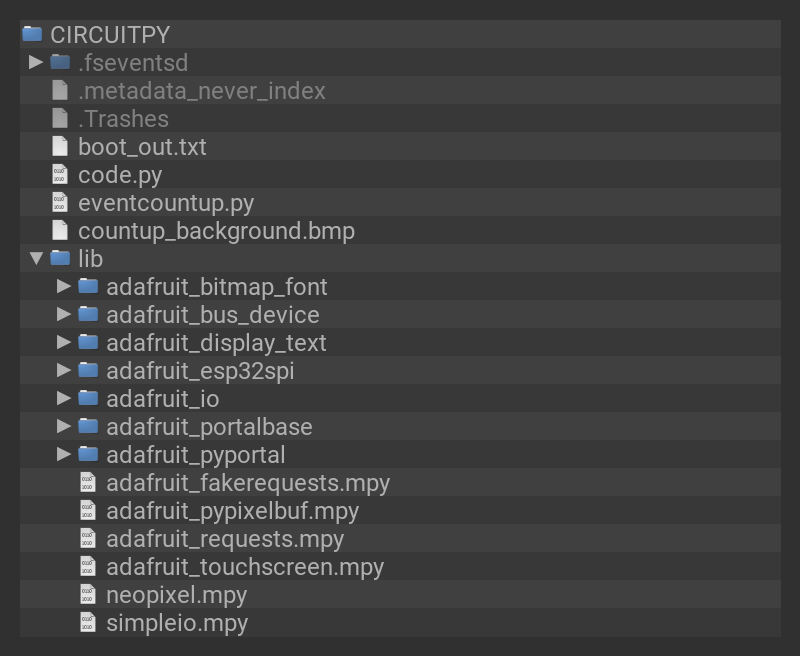 CIRCUITPY
.fseventsd
.metadata_never_index
.Trashes
boot_out.txt
code.py
eventcountup.py
countup_background.bmp
lib
adafruit_bitmap_font
adafruit_bus_device
adafruit_display_text
adafruit_esp32spi
adafruit_io
adafruit_portalbase
adafruit_pyportal
adafruit_fakerequests.mpy
adafruit_pypixelbuf.mpy
adafruit_requests.mpy
adafruit_touchscreen.mpy
neopixel.mpy
simpleio.mpy